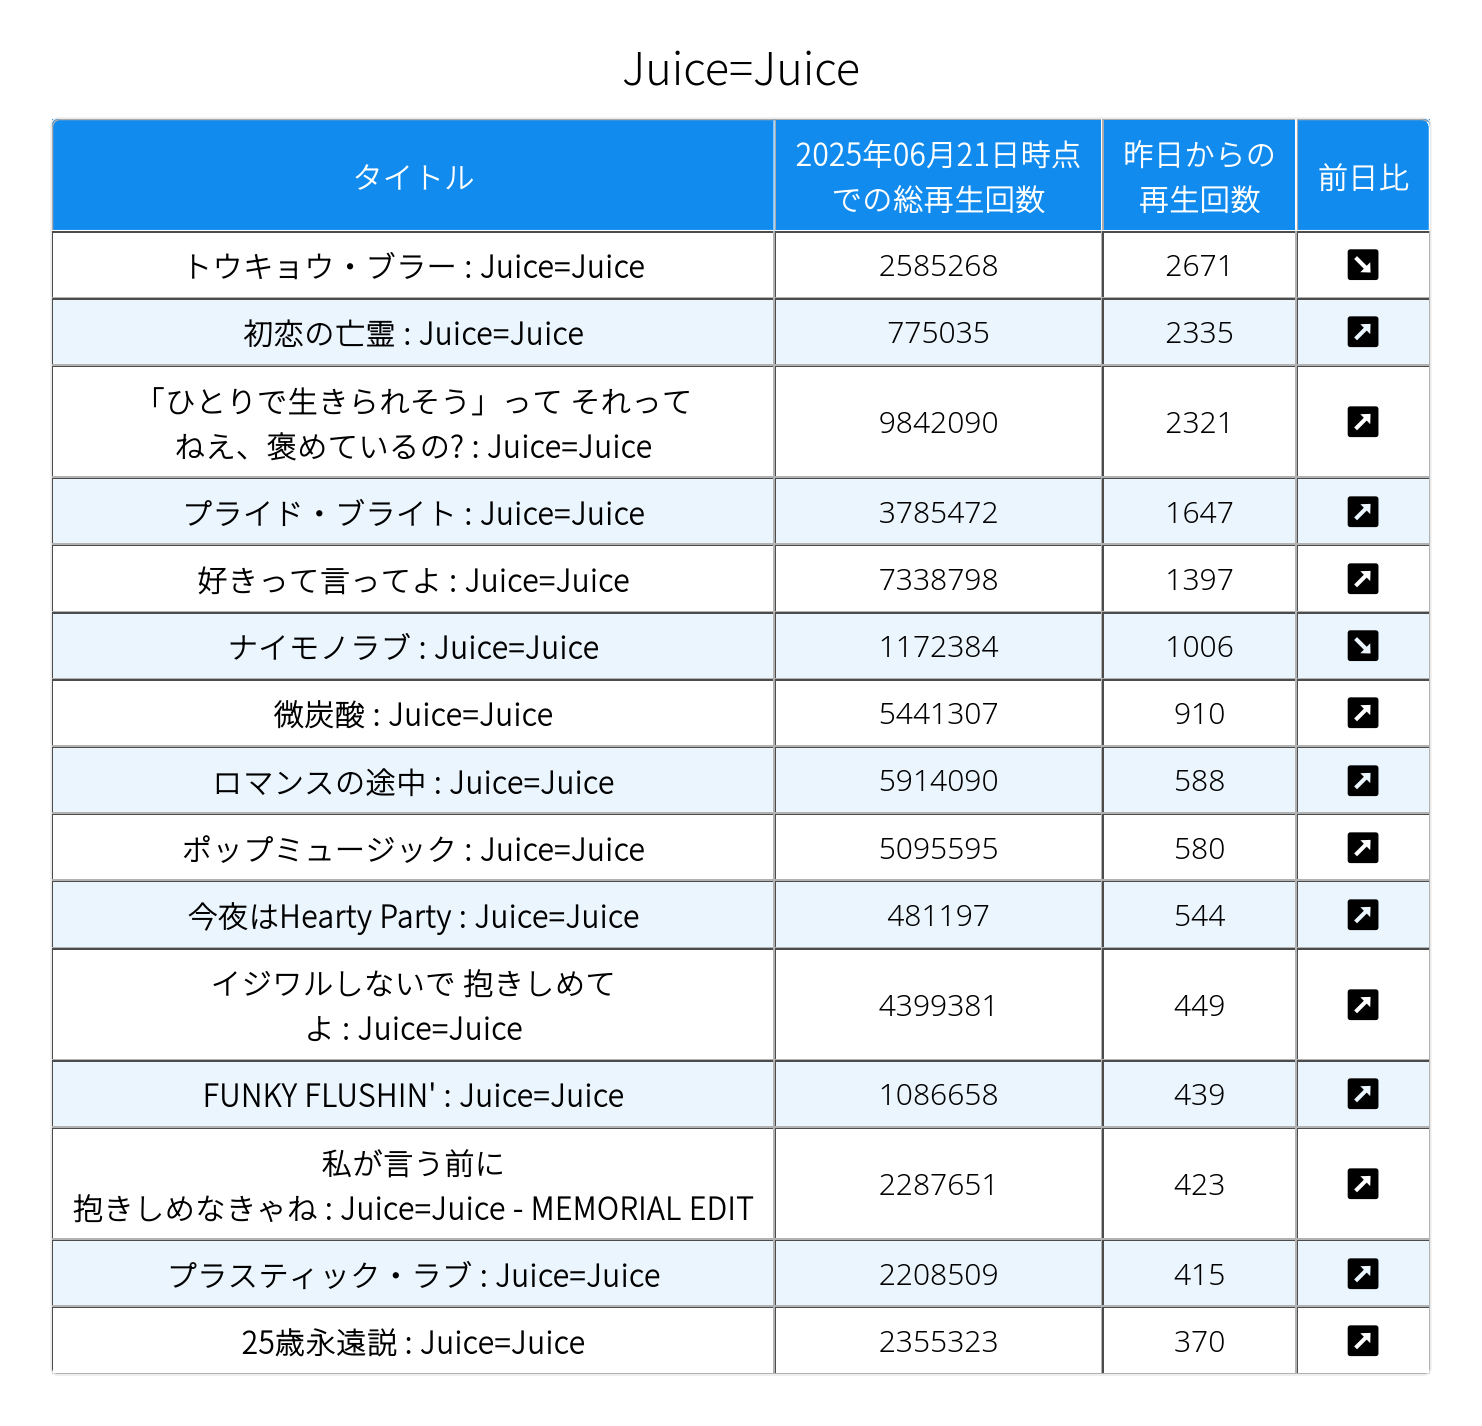 Juice=Juice
タイトル
2025年06月21日時点
での総再生回数
昨日からの
再生回数
前日比
トウキョウ・ブラー : Juice=Juice 2585268 2671
初恋の亡霊 : Juice=Juice 775035 2335
「ひとりで生きられそう」って それって
ねえ、褒めているの? : Juice=Juice 9842090 2321
プライド・ブライト : Juice=Juice 3785472 1647
好きって言ってよ : Juice=Juice 7338798 1397
ナイモノラブ : Juice=Juice 1172384 1006
微炭酸 : Juice=Juice 5441307 910
ロマンスの途中 : Juice=Juice 5914090 588
ポップミュージック : Juice=Juice 5095595 580
今夜はHearty Party : Juice=Juice 481197 544
イジワルしないで 抱きしめて
よ : Juice=Juice 4399381 449
FUNKY FLUSHIN' : Juice=Juice 1086658 439
私が言う前に
抱きしめなきゃね : Juice=Juice - MEMORIAL EDIT 2287651 423
プラスティック・ラブ : Juice=Juice 2208509 415
25歳永遠説 : Juice=Juice 2355323 370